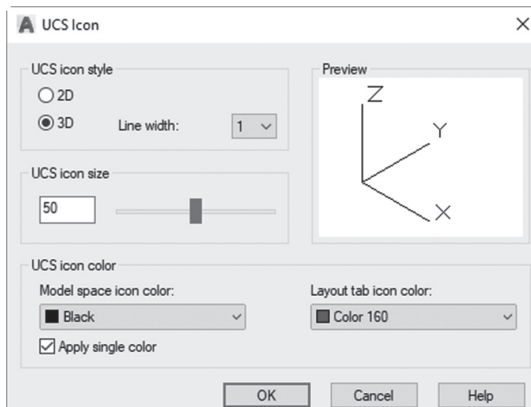 UCS Icon
UCS icon style
2D
3D
Line width:
1
UCS icon size
50
Preview
Z
Y
X
UCS icon color
Model space icon color:
Black
Apply single color
Layout tab icon color:
Color 160
OK
Cancel
Help